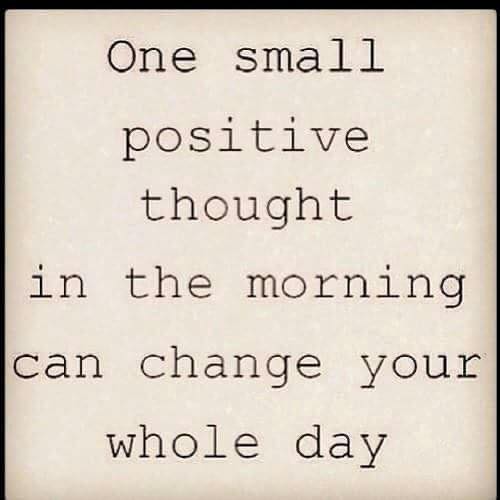 One small
positive
thought
in the morning
can change your
whole day